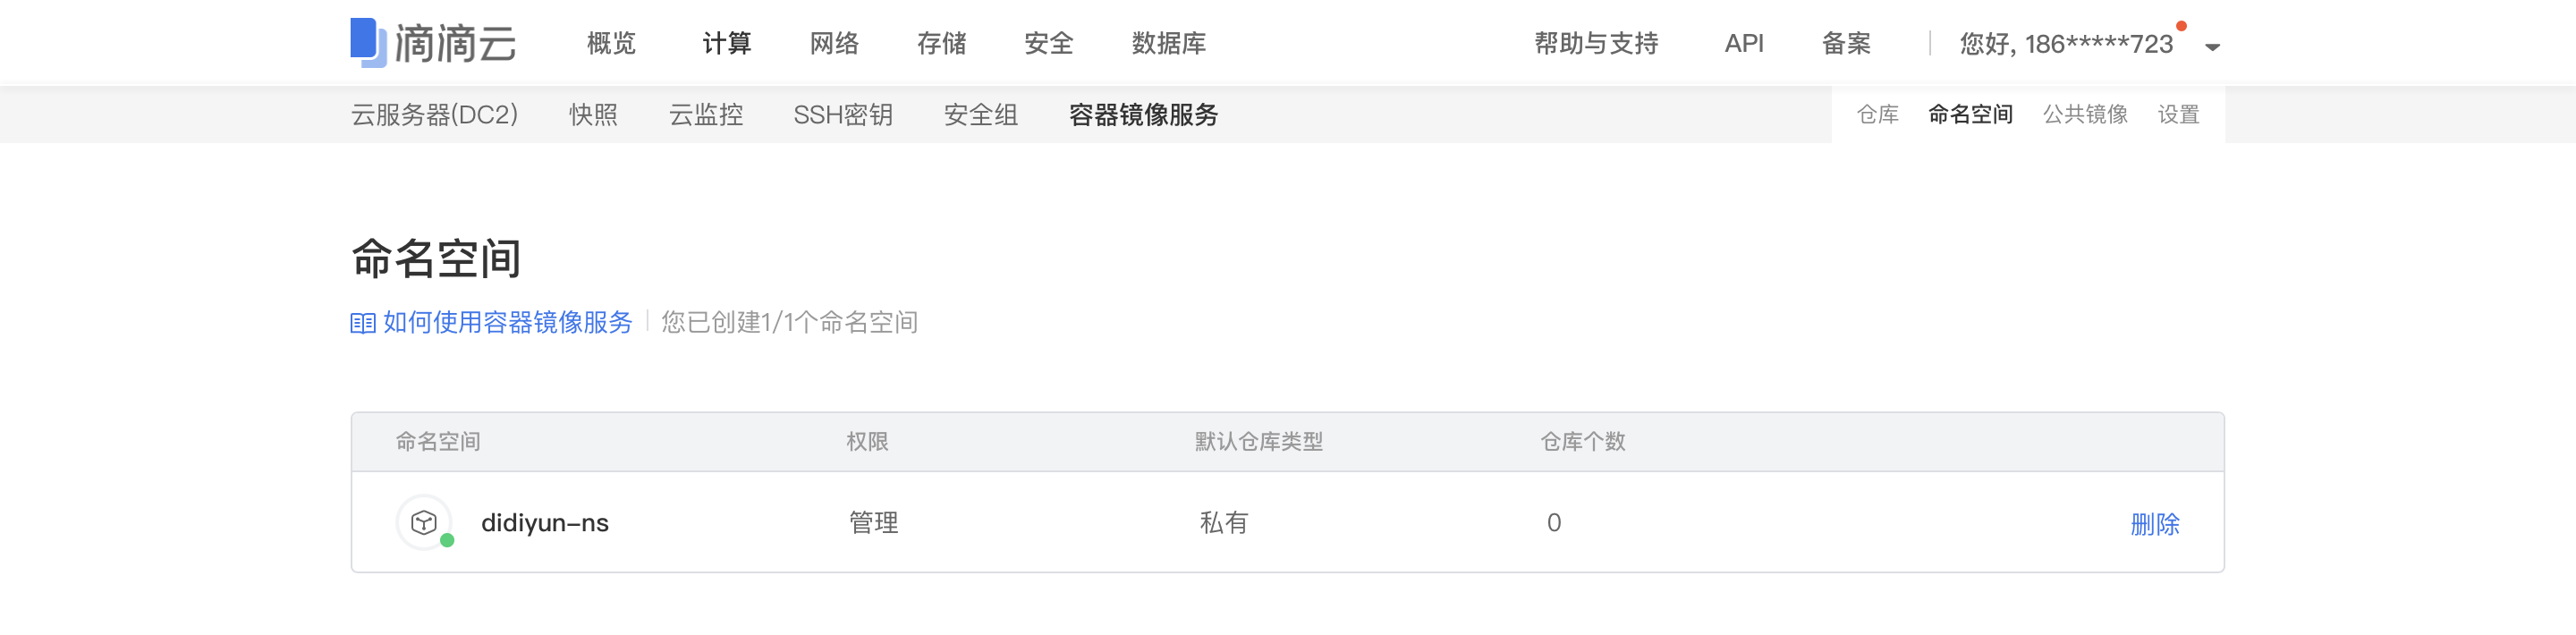 滴滴云 概览 计算 网络 存储 安全 数据库 帮助与支持 API 备案 您好, 186*****723
云服务器(DC2) 快照 云监控 SSH密钥 安全组 容器镜像服务 仓库 命名空间 公共镜像 设置
命名空间
如何使用容器镜像服务 您已创建1/1个命名空间
命名空间 权限 默认仓库类型 仓库个数
didiyun-ns 管理 私有 0 删除